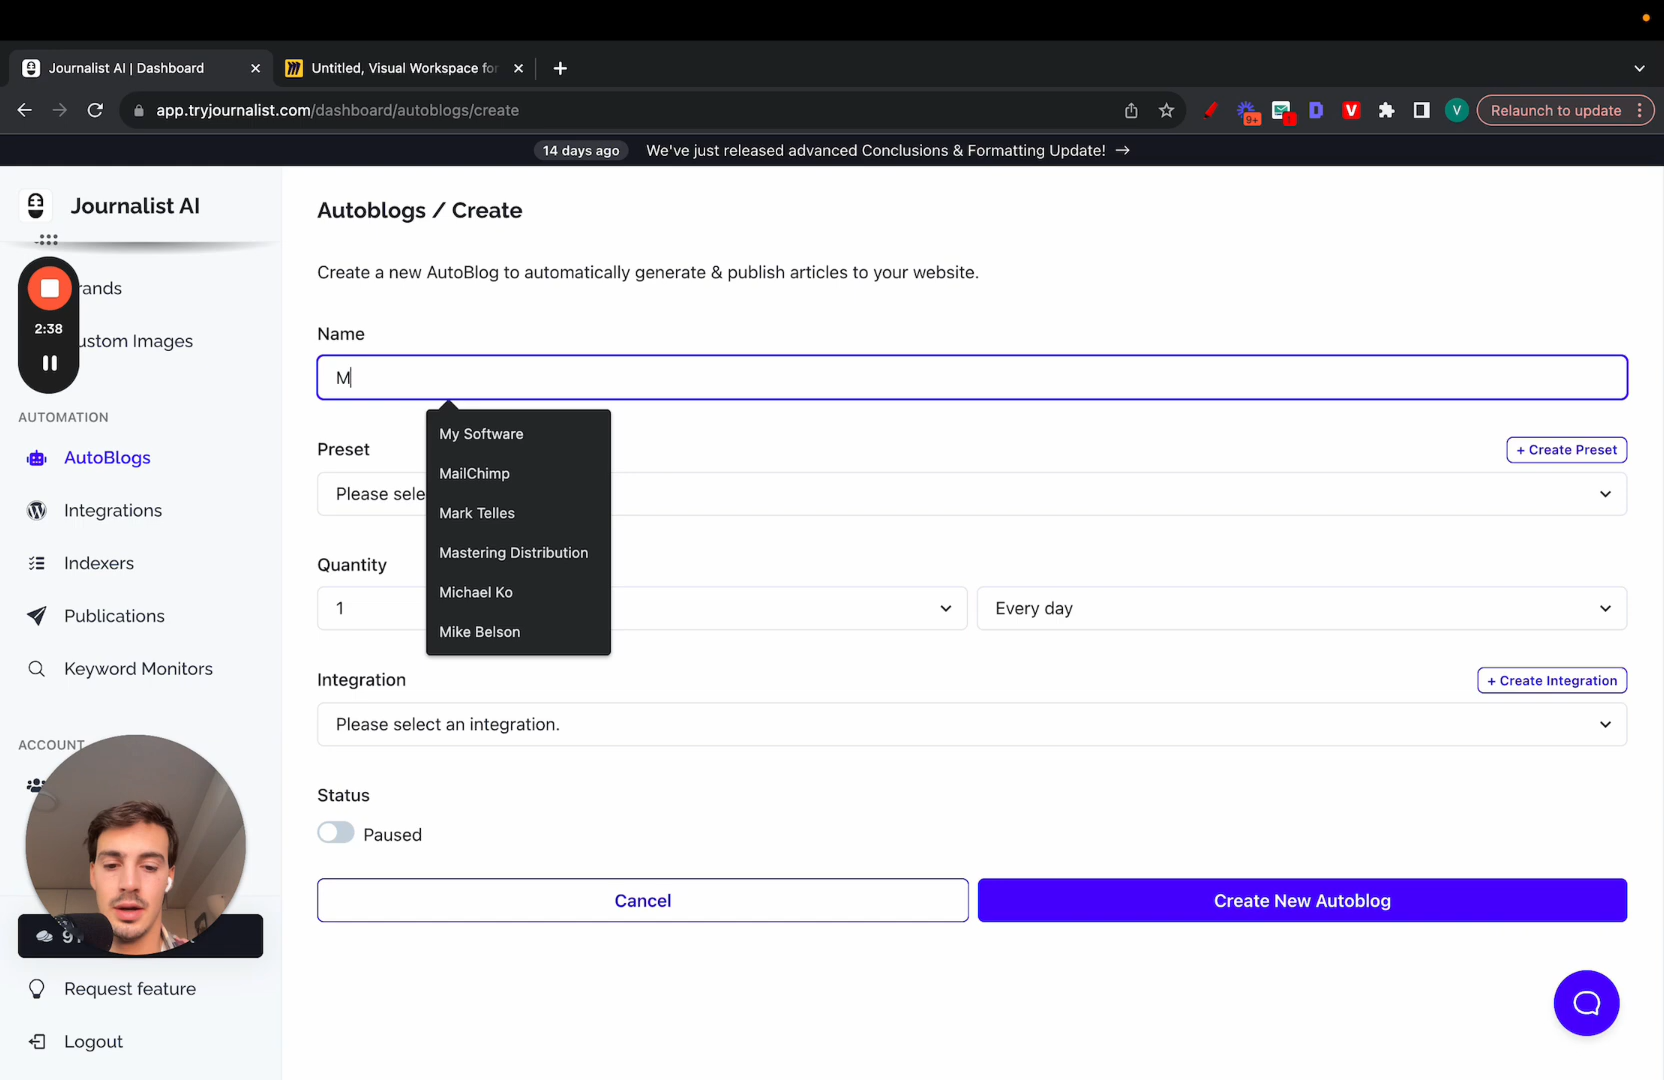 Journalist AI | Dashboard
Untitled, Visual Workspace for
app.tryjournalist.com/dashboard/autoblogs/create
9+
D
V
V
Relaunch to update
14 days ago
We've just released advanced Conclusions & Formatting Update! →
Journalist AI
Autoblogs / Create
Create a new AutoBlog to automatically generate & publish articles to your website.
rands
2:38
ustom Images
AUTOMATION
AutoBlogs
Integrations
Indexers
Publications
Keyword Monitors
ACCOUNT
Request feature
Logout
Name
M
My Software
MailChimp
Mark Telles
Mastering Distribution
Michael Ko
Mike Belson
Preset
+ Create Preset
Please sele
Quantity
1
Every day
Integration
+ Create Integration
Please select an integration.
Status
Paused
Cancel
Create New Autoblog